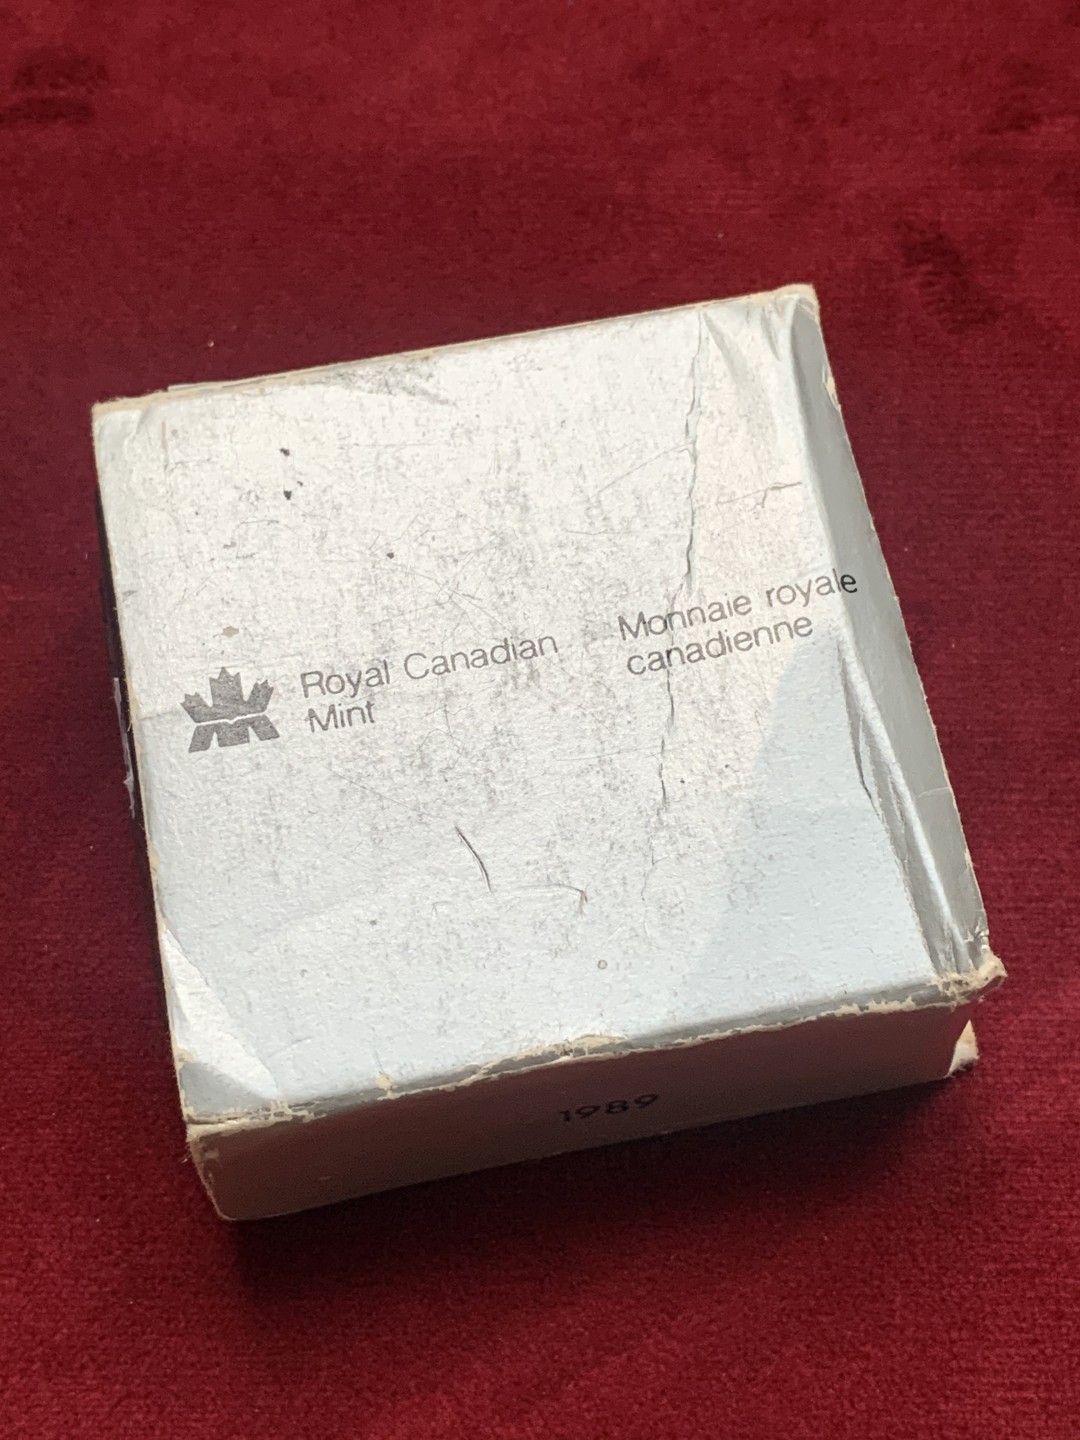 Royal Canadian
Mint
Monnaie royale
canadienne
1989